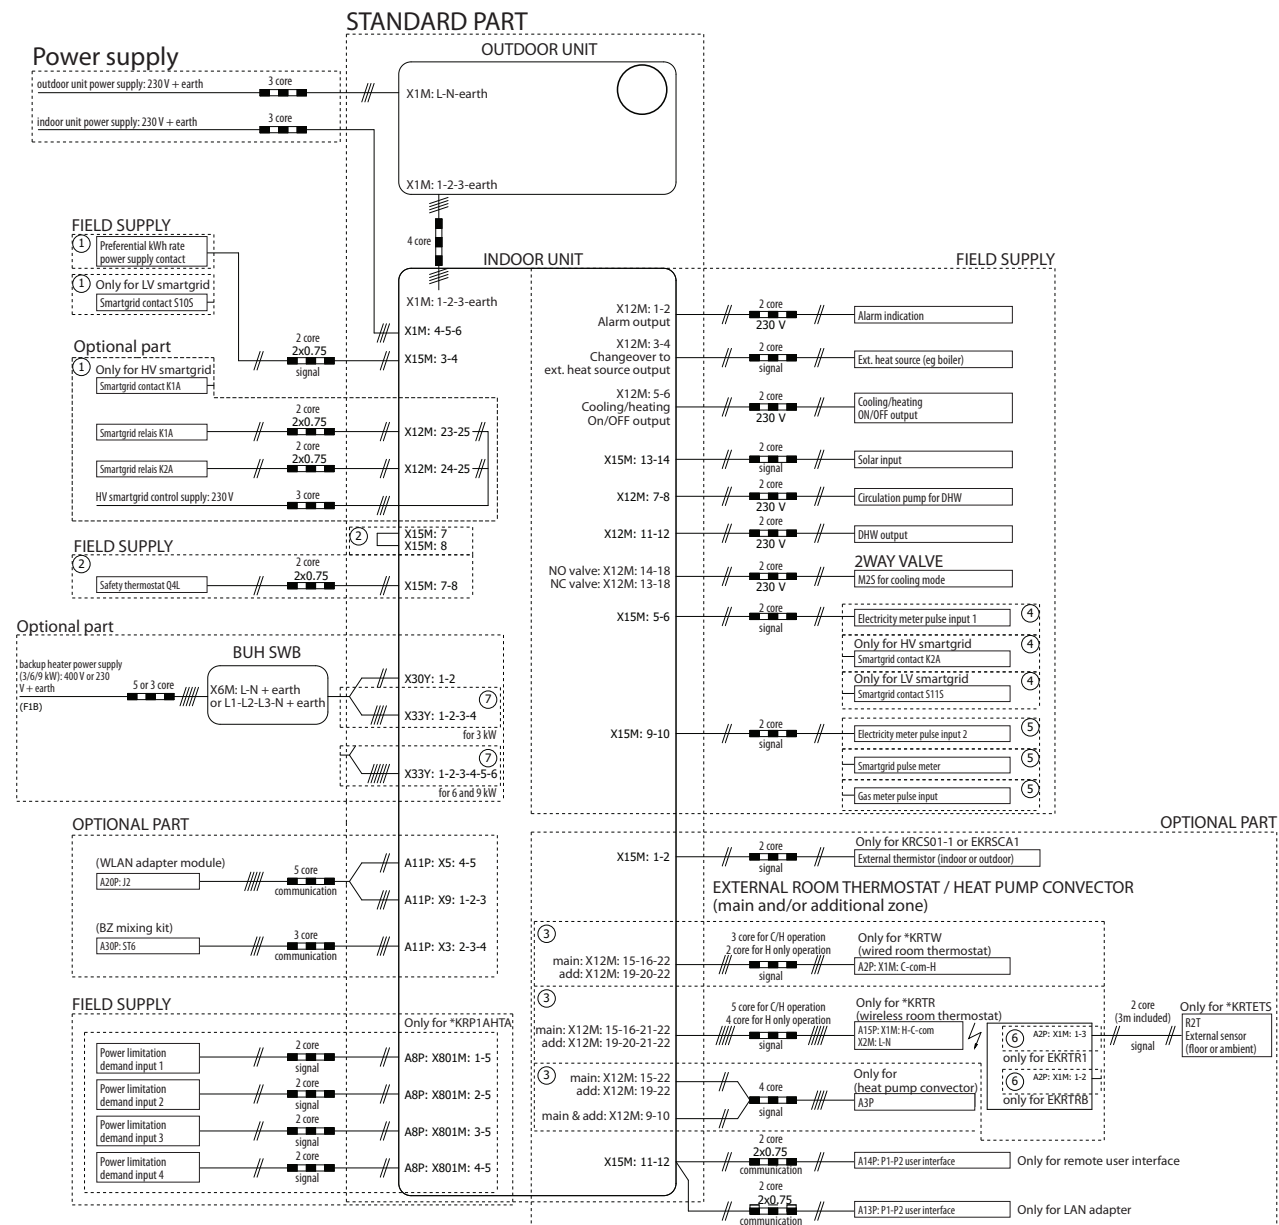 STANDARD PART
Power supply
outdoor unit power supply: 230 V + earth
3 core
indoor unit power supply: 230 V + earth
3 core
OUTDOOR UNIT
X1M: L-N-earth
X1M: 1-2-3-earth
4 core
FIELD SUPPLY
1
Preferential kWh rate
power supply contact
1
Only for LV smartgrid
Smartgrid contact S10S
INDOOR UNIT
X1M: 1-2-3-earth
X1M: 4-5-6
2 core
2x0.75
signal
X15M: 3-4
Optional part
1
Only for HV smartgrid
Smartgrid contact K1A
Smartgrid relais K1A
2 core
2x0.75
X12M: 23-25
Smartgrid relais K2A
2 core
2x0.75
X12M: 24-25
HV smartgrid control supply: 230 V
3 core
2
X15M: 7
X15M: 8
FIELD SUPPLY
2
Safety thermostat Q4L
2 core
2x0.75
X15M: 7-8
Optional part
backup heater power supply
(3/6/9 kW): 400 V or 230
V + earth
(F1B)
5 or 3 core
BUH SWB
X6M: L-N + earth
or L1-L2-L3-N + earth
X30Y: 1-2
7
X33Y: 1-2-3-4
for 3 kW
7
X33Y: 1-2-3-4-5-6
for 6 and 9 kW
OPTIONAL PART
(WLAN adapter module)
A20P: J2
5 core
communication
A11P: X5: 4-5
A11P: X9: 1-2-3
(BZ mixing kit)
A30P: ST6
3 core
communication
A11P: X3: 2-3-4
FIELD SUPPLY
Only for *KRP1AHTA
Power limitation
demand input 1
2 core
signal
A8P: X801M: 1-5
Power limitation
demand input 2
2 core
signal
A8P: X801M: 2-5
Power limitation
demand input 3
2 core
signal
A8P: X801M: 3-5
Power limitation
demand input 4
2 core
signal
A8P: X801M: 4-5
FIELD SUPPLY
X12M: 1-2
Alarm output
2 core
230 V
Alarm indication
X12M: 3-4
Changeover to
ext. heat source output
2 core
signal
Ext. heat source (eg boiler)
X12M: 5-6
Cooling/heating
On/OFF output
2 core
230 V
Cooling/heating
ON/OFF output
X15M: 13-14
2 core
signal
Solar input
X12M: 7-8
2 core
230 V
Circulation pump for DHW
X12M: 11-12
2 core
230 V
DHW output
NO valve: X12M: 14-18
NC valve: X12M: 13-18
2 core
230 V
2WAY VALVE
M2S for cooling mode
X15M: 5-6
2 core
signal
Electricity meter pulse input 1
4
Only for HV smartgrid
4
Smartgrid contact K2A
Only for LV smartgrid
4
Smartgrid contact S11S
X15M: 9-10
2 core
signal
Electricity meter pulse input 2
5
Smartgrid pulse meter
5
Gas meter pulse input
5
OPTIONAL PART
X15M: 1-2
2 core
signal
Only for KRCS01-1 or EKRSCA1
External thermistor (indoor or outdoor)
EXTERNAL ROOM THERMOSTAT / HEAT PUMP CONVECTOR
(main and/or additional zone)
3
main: X12M: 15-16-22
add: X12M: 19-20-22
3 core for C/H operation
2 core for H only operation
signal
Only for *KRTW
(wired room thermostat)
A2P: X1M: C-com-H
3
main: X12M: 15-16-21-22
add: X12M: 19-20-21-22
5 core for C/H operation
4 core for H only operation
signal
Only for *KRTR
(wireless room thermostat)
A15P: X1M: H-C-com
X2M: L-N
6
A2P: X1M: 1-3
only for EKRTR1
6
A2P: X1M: 1-2
only for EKRTRB
2 core
(3m included)
signal
Only for *KRTETS
R2T
External sensor
(floor or ambient)
3
main: X12M: 15-22
add: X12M: 19-22
main & add: X12M: 9-10
4 core
signal
Only for
(heat pump convector)
A3P
X15M: 11-12
2 core
2x0.75
communication
A14P: P1-P2 user interface
Only for remote user interface
2 core
2x0,75
communication
A13P: P1-P2 user interface
Only for LAN adapter